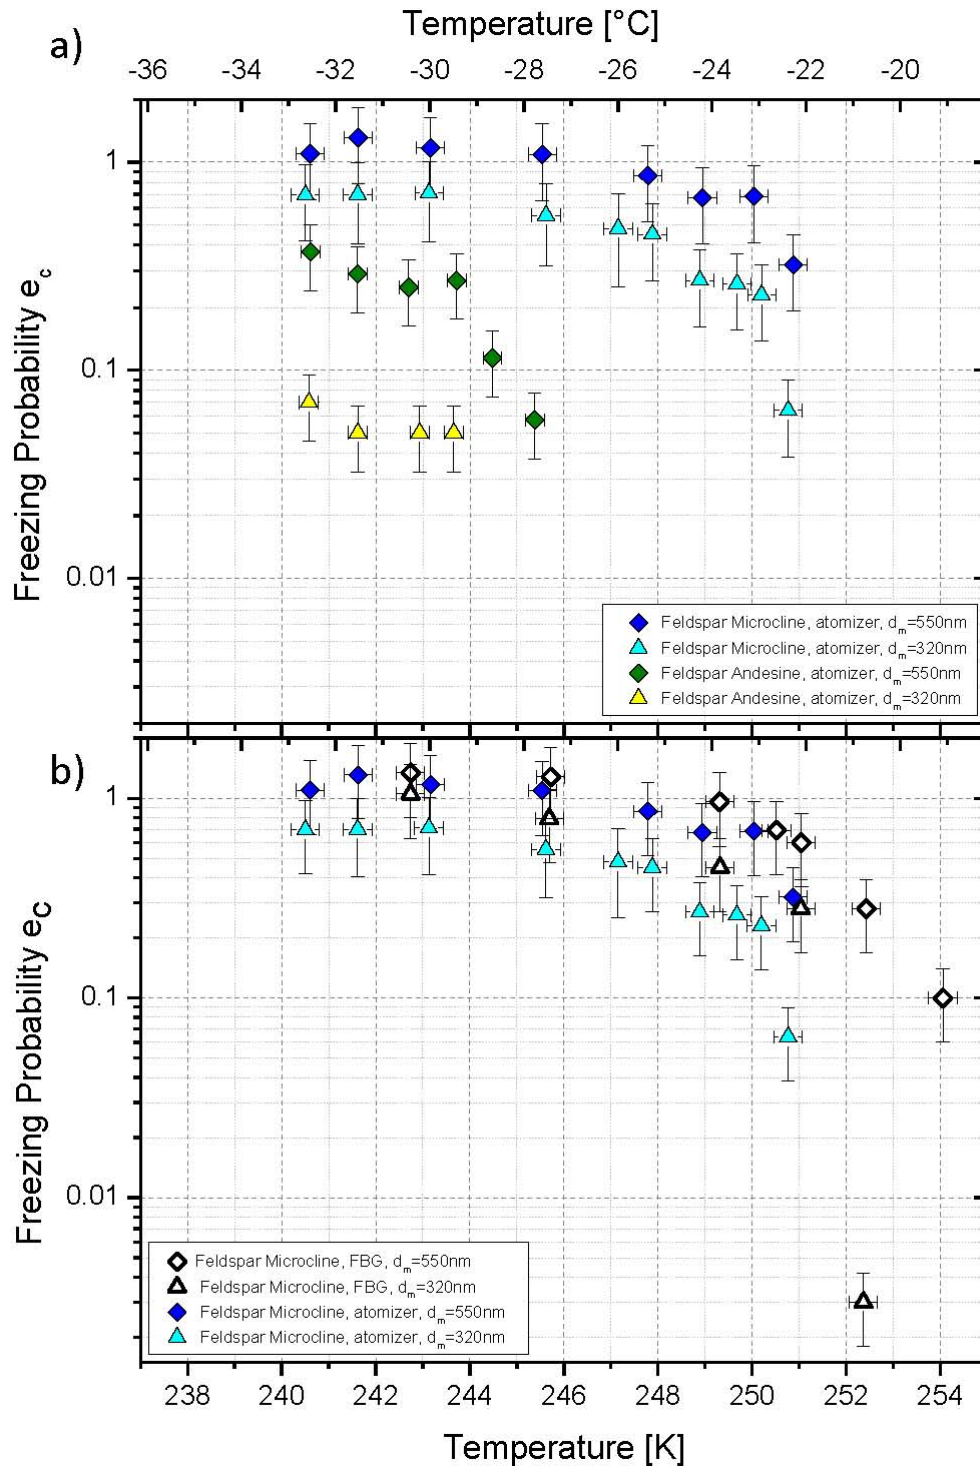 Temperature [°C]
a)
-36 -34 -32 -30 -28 -26 -24 -22 -20
1
0.1
0.01
Freezing Probability e_c
Feldspar Microcline, atomizer, d_m=550nm
Feldspar Microcline, atomizer, d_m=320nm
Feldspar Andesine, atomizer, d_m=550nm
Feldspar Andesine, atomizer, d_m=320nm
b)
1
0.1
0.01
Freezing Probability e_c
Feldspar Microcline, FBG, d_m=550nm
Feldspar Microcline, FBG, d_m=320nm
Feldspar Microcline, atomizer, d_m=550nm
Feldspar Microcline, atomizer, d_m=320nm
238 240 242 244 246 248 250 252 254
Temperature [K]